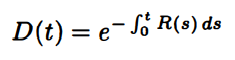 D(t) = e^{- \int_0^t R(s) ds}